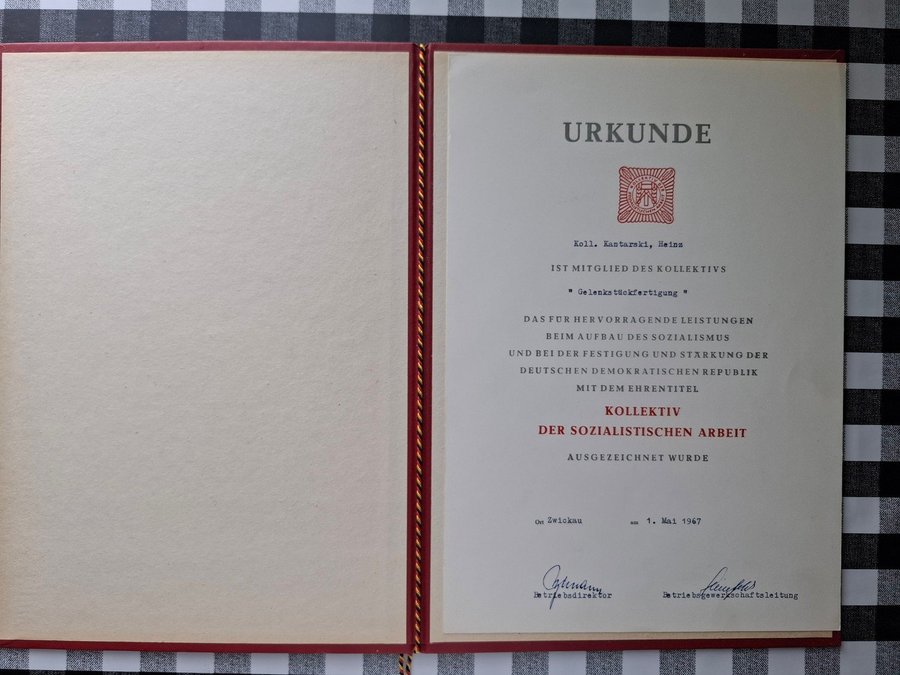 URKUNDE
Koll. Kantarski, Heinz
IST MITGLIED DES KOLLEKTIVS
" Gelenkstückfertigung "
DAS FÜR HERVORRAGENDE LEISTUNGEN
BEIM AUFBAU DES SOZIALISMUS
UND BEI DER FESTIGUNG UND STÄRKUNG DER
DEUTSCHEN DEMOKRATISCHEN REPUBLIK
MIT DEM EHRENTITEL
KOLLEKTIV
DER SOZIALISTISCHEN ARBEIT
AUSGEZEICHNET WURDE
Ort Zwickau am 1. Mai 1967
Betriebsdirektor Betriebsgewerkschaftsleitung